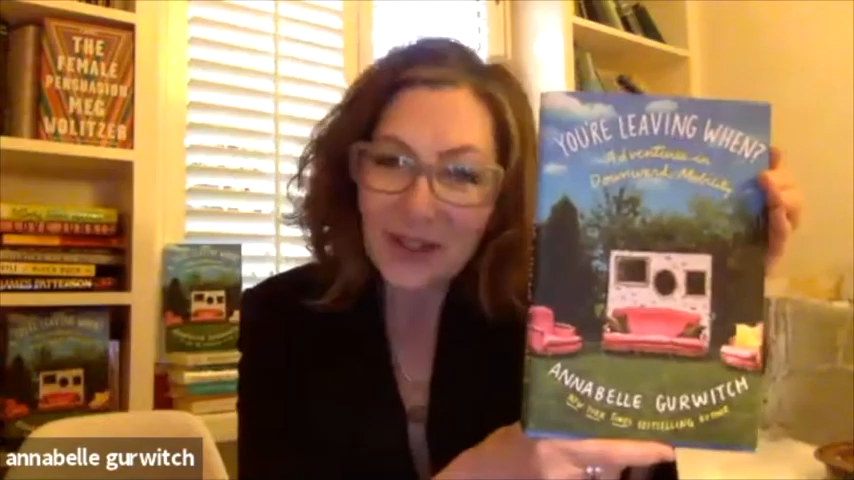 THE
FEMALE
PERSUASION
MEG
WOLITZER
JAMES PATTERSON
YOU'RE LEAVING WHEN?
Adventures in
Downward Mobility
ANNABELLE GURWITCH
NEW YORK TIMES BESTSELLING AUTHOR
annabelle gurwitch